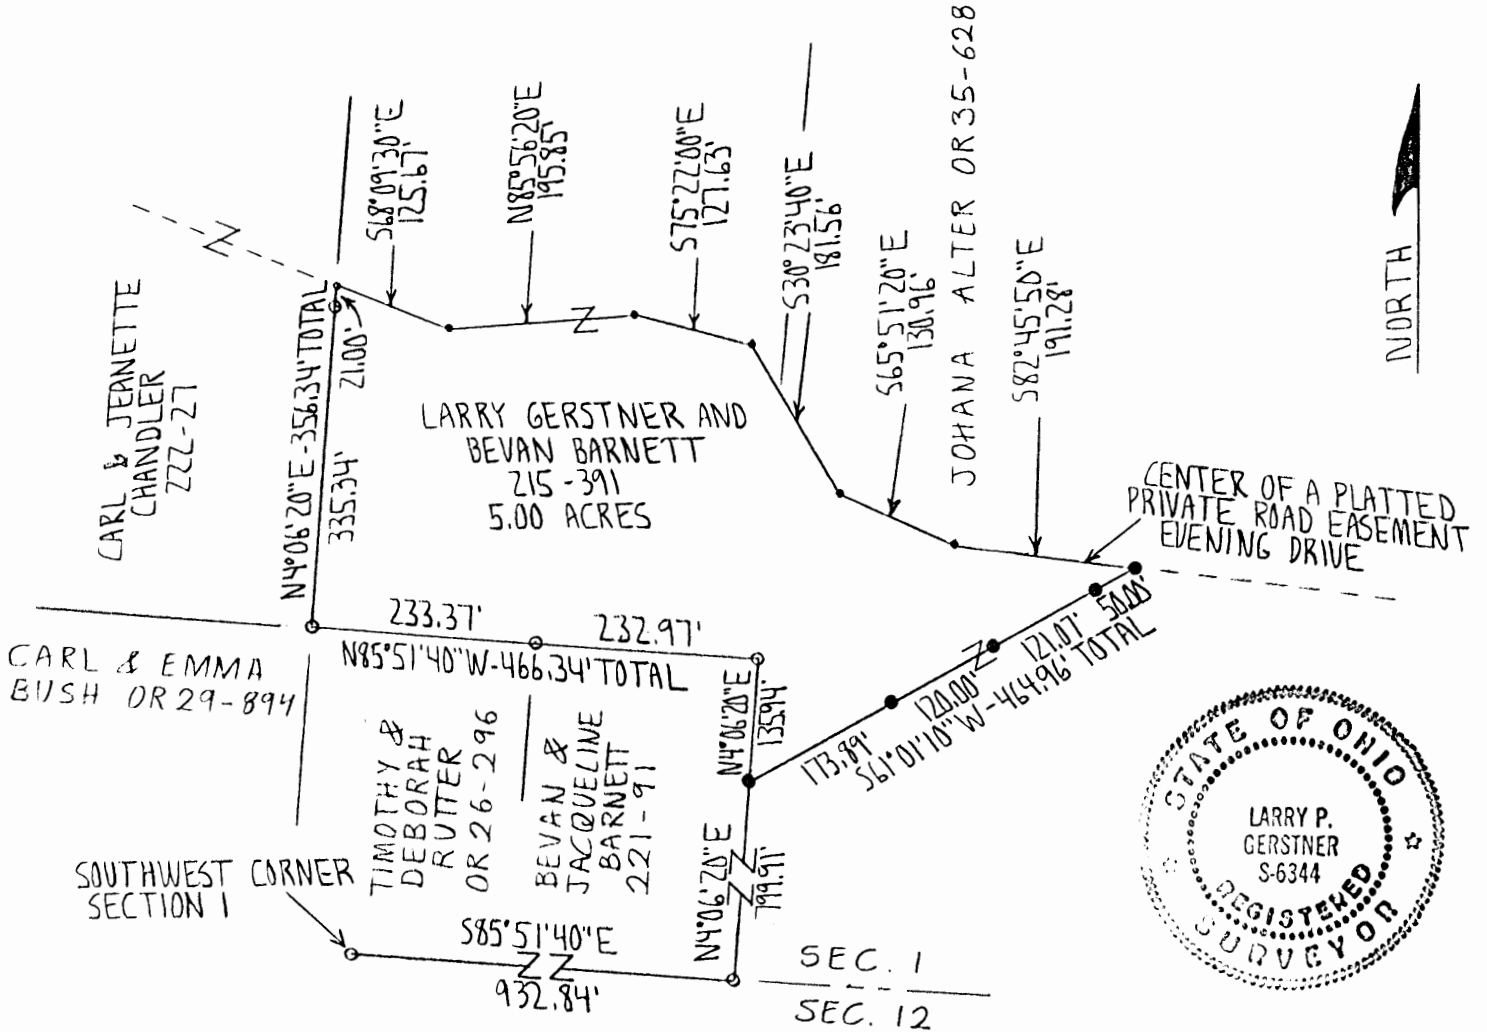 S68°09'30"E
125.67'
N85°56'20"E
195.85'
S75°22'00"E
127.63'
S30°23'40"E
181.56'
S65°51'20"E
130.96'
JOHANA ALTER OR35-628
S82°45'50"E
191.28'
NORTH
CARL & JEANETTE
CHANDLER
222-27
N4°06'20"E-356.34' TOTAL
21.00'
335.34'
LARRY GERSTNER AND
BEVAN BARNETT
215-391
5.00 ACRES
CENTER OF A PLATTED
PRIVATE ROAD EASEMENT
EVENING DRIVE
233.37'
232.97'
N85°51'40"W-466.34' TOTAL
CARL & EMMA
BUSH OR 29-894
N4°06'20"E
135.94'
173.89'
120.00'
121.07'
50.00'
S61°01'10"W-464.96' TOTAL
TIMOTHY &
DEBORAH
RUTTER
OR 26-296
BEVAN &
JACQUELINE
BARNETT
221-91
N4°06'20"E
799.91'
SOUTHWEST CORNER
SECTION 1
S85°51'40"E
932.84'
SEC. 1
SEC. 12
STATE OF OHIO
LARRY P.
GERSTNER
S-6344
REGISTERED
SURVEYOR